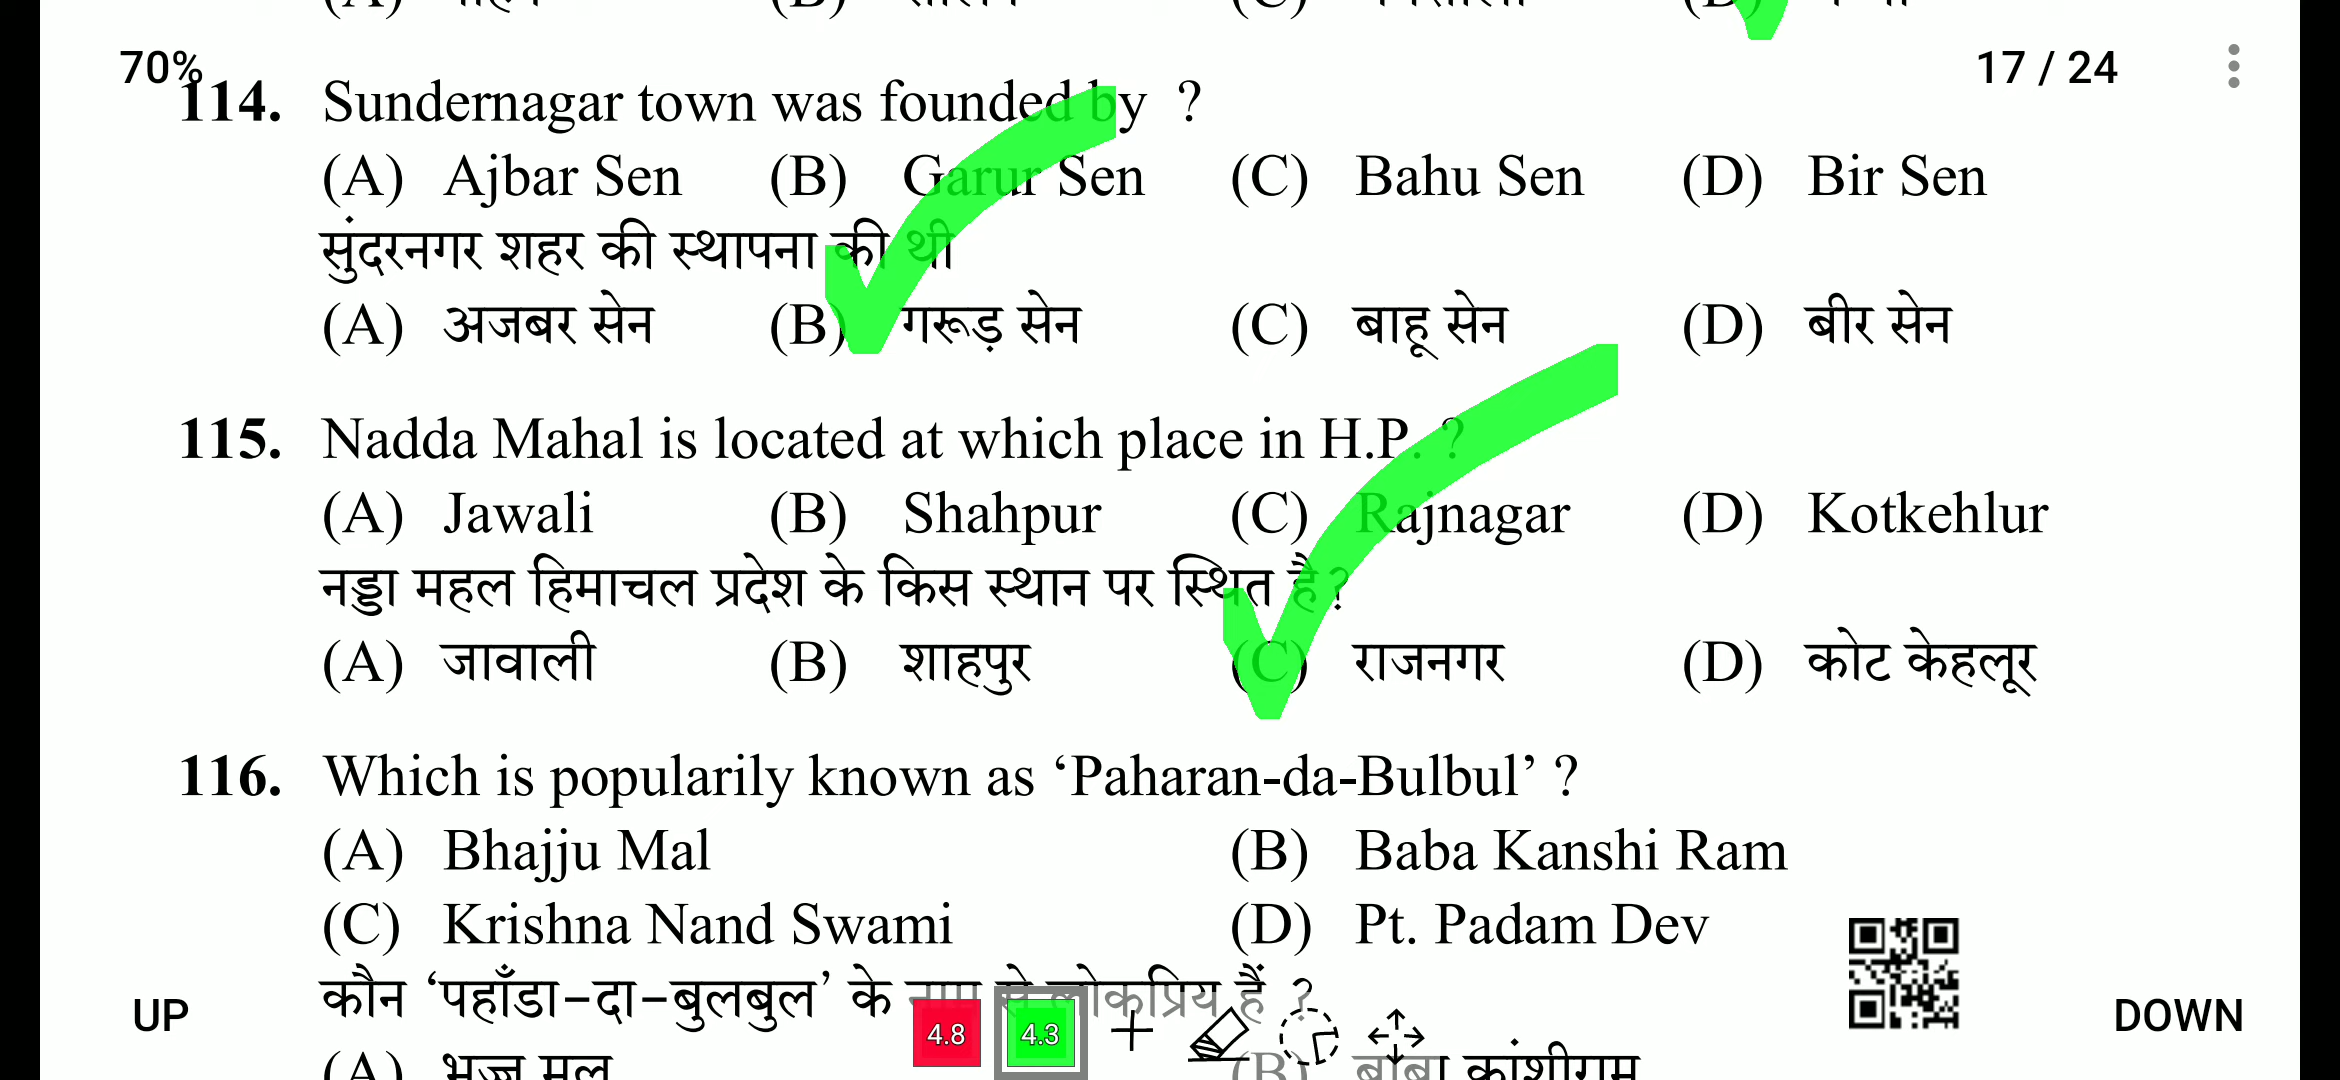 70%
17 / 24
114. Sundernagar town was founded by ?
(A) Ajbar Sen (B) Garur Sen (C) Bahu Sen (D) Bir Sen
सुंदरनगर शहर की स्थापना की थी
(A) अजबर सेन (B) गरूड़ सेन (C) बाहू सेन (D) बीर सेन
115. Nadda Mahal is located at which place in H.P. ?
(A) Jawali (B) Shahpur (C) Rajnagar (D) Kotkehlur
नड्डा महल हिमाचल प्रदेश के किस स्थान पर स्थित है?
(A) जावाली (B) शाहपुर (C) राजनगर (D) कोट केहलूर
116. Which is popularily known as ‘Paharan-da-Bulbul’ ?
(A) Bhajju Mal (B) Baba Kanshi Ram
(C) Krishna Nand Swami (D) Pt. Padam Dev
कौन ‘पहाँडा-दा-बुलबुल’ के नाम से लोकप्रिय हैं ?
UP
4.8
4.3
DOWN
(A) (B) बाबा कांशीराम